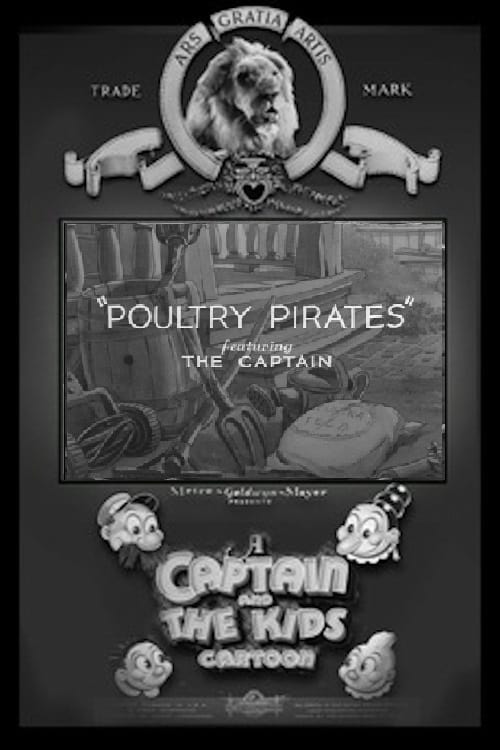 ARS GRATIA ARTIS
TRADE MARK
"POULTRY PIRATES"
featuring
THE CAPTAIN
Metro-Goldwyn-Mayer
PRESENTS
A
CAPTAIN
AND
THE KIDS
CARTOON